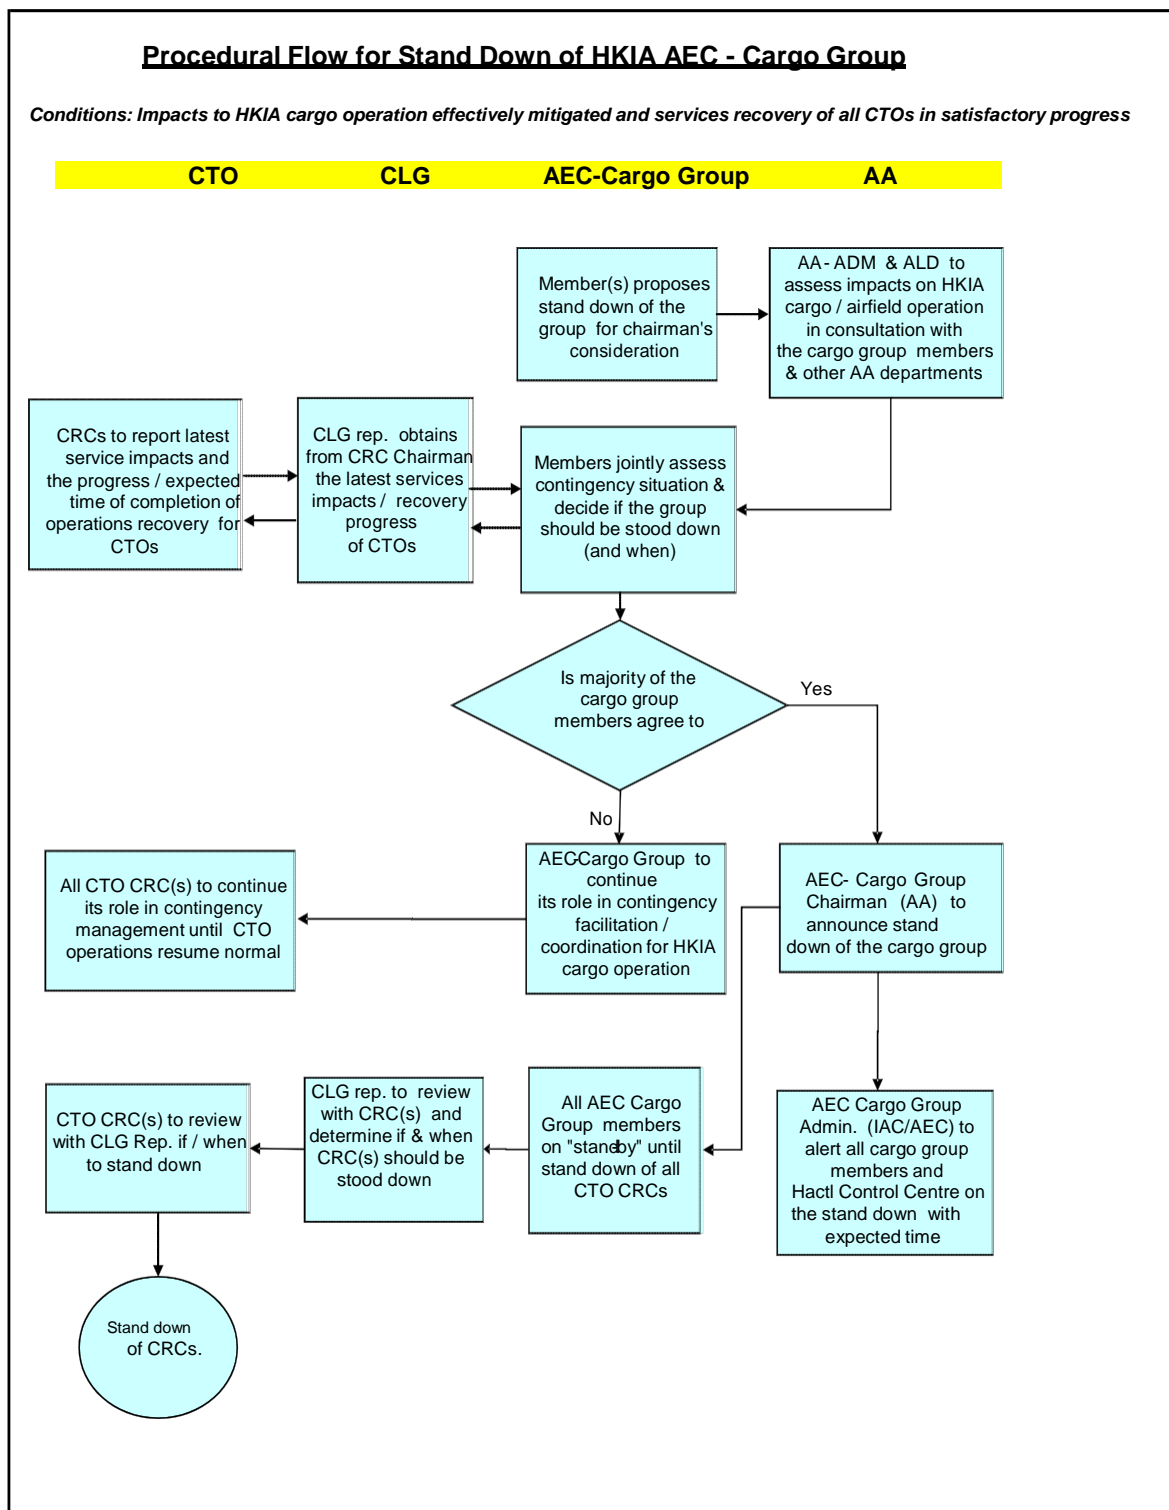 Procedural Flow for Stand Down of HKIA AEC - Cargo Group
Conditions: Impacts to HKIA cargo operation effectively mitigated and services recovery of all CTOs in satisfactory progress
CTO CLG AEC-Cargo Group AA
Member(s) proposes
stand down of the
group for chairman's
consideration
AA- ADM & ALD to
assess impacts on HKIA
cargo / airfield operation
in consultation with
the cargo group members
& other AA departments
CRCs to report latest
service impacts and
the progress / expected
time of completion of
operations recovery for
CTOs
CLG rep. obtains
from CRC Chairman
the latest services
impacts / recovery
progress
of CTOs
Members jointly assess
contingency situation &
decide if the group
should be stood down
(and when)
Is majority of the
cargo group
members agree to
Yes
No
All CTO CRC(s) to continue
its role in contingency
management until CTO
operations resume normal
AEC-Cargo Group to
continue
its role in contingency
facilitation /
coordination for HKIA
cargo operation
AEC- Cargo Group
Chairman (AA) to
announce stand
down of the cargo group
CTO CRC(s) to review
with CLG Rep. if / when
to stand down
CLG rep. to review
with CRC(s) and
determine if & when
CRC(s) should be
stood down
All AEC Cargo
Group members
on "standby" until
stand down of all
CTO CRCs
AEC Cargo Group
Admin. (IAC/AEC) to
alert all cargo group
members and
Hactl Control Centre on
the stand down with
expected time
Stand down
of CRCs.